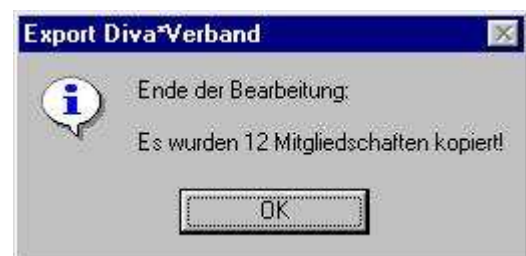 Export Diva*Verband
Ende der Bearbeitung:
Es wurden 12 Mitgliedschaften kopiert!
OK